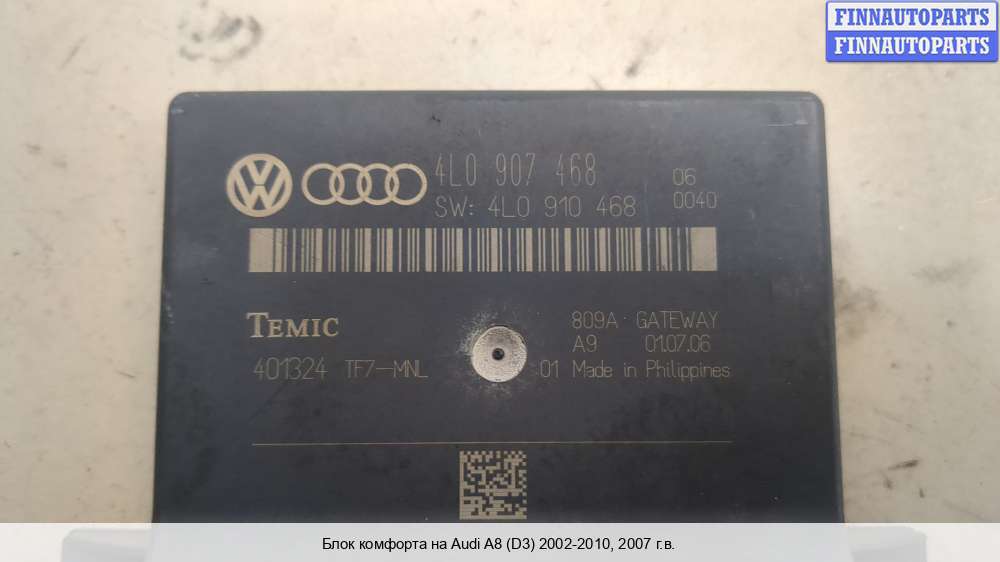 FINNAUTOPARTS
FINNAUTOPARTS
4L0 907 468
06
SW: 4L0 910 468
0040
TEMIC
809A GATEWAY
A9 01.07.06
401324 TF7-MNL
01 Made in Philippines
Блок комфорта на Audi A8 (D3) 2002-2010, 2007 г.в.